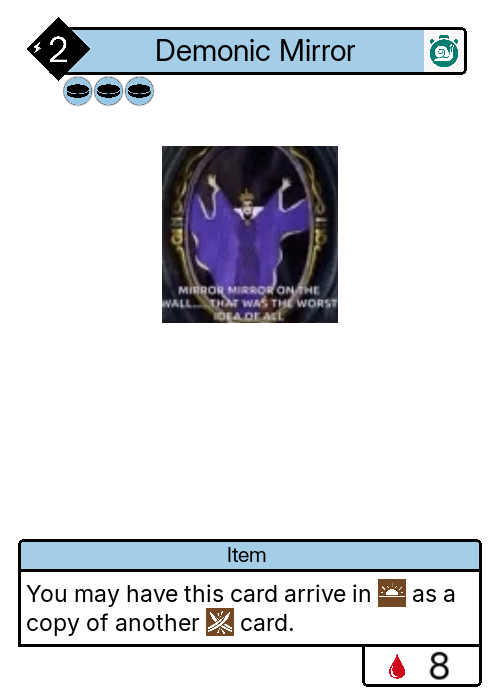 2
Demonic Mirror
MIRROR MIRROR ON THE
WALL....THAT WAS THE WORST
IDEA OF ALL
Item
You may have this card arrive in as a
copy of another card.
8